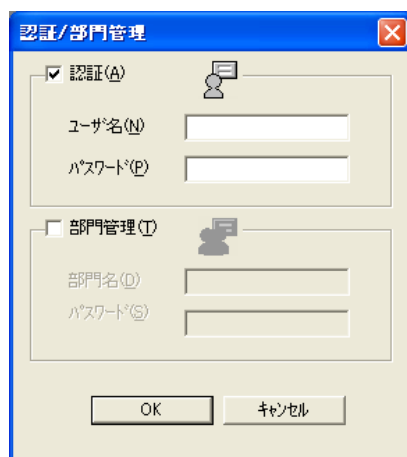 認証/部門管理
認証(A)
ユーザ名(N)
パスワード(P)
部門管理(T)
部門名(D)
パスワード(S)
OK
キャンセル